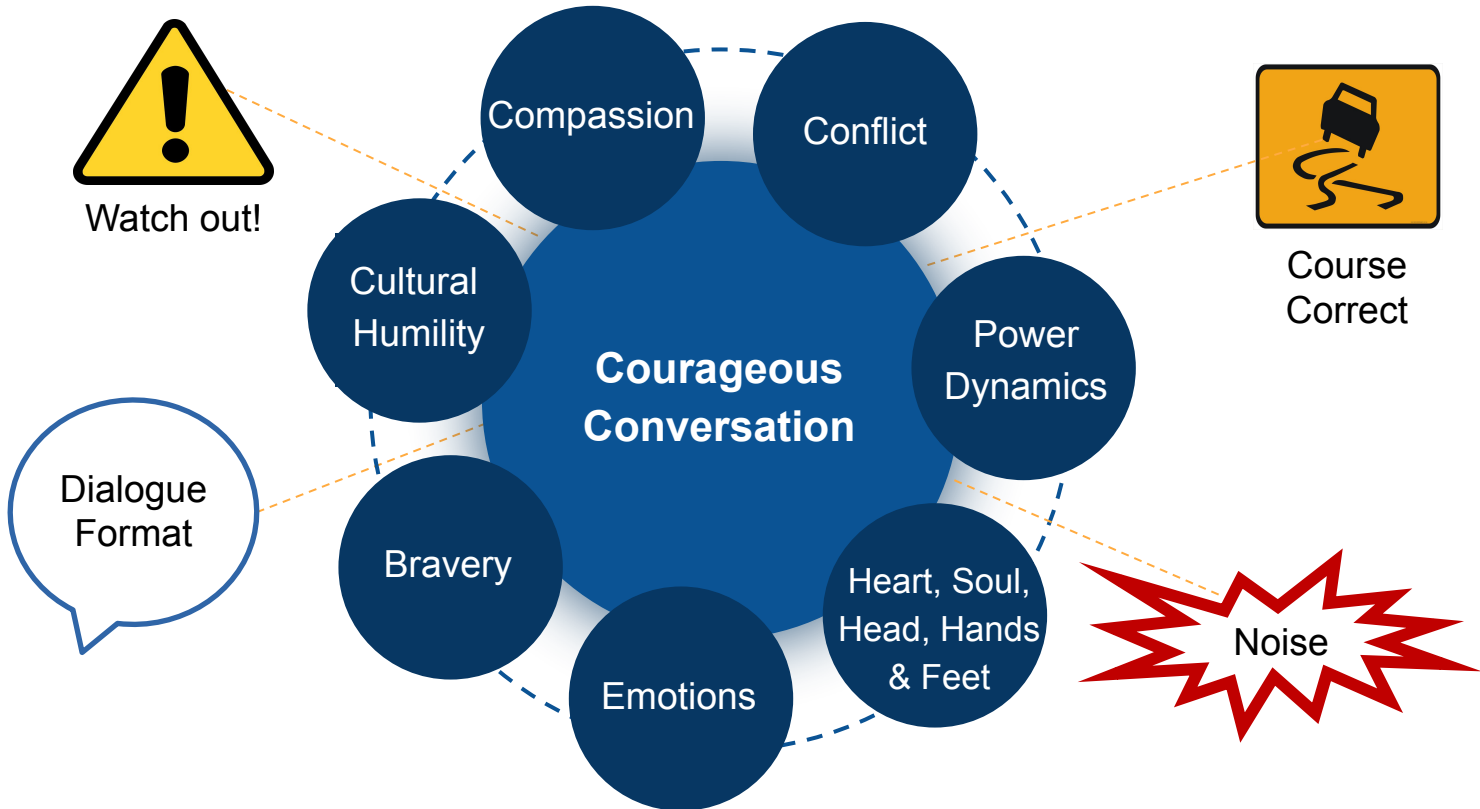 Compassion
Conflict
Watch out!
Course
Correct
Cultural
Humility
Power
Dynamics
Courageous
Conversation
Dialogue
Format
Bravery
Heart, Soul,
Head, Hands
& Feet
Emotions
Noise